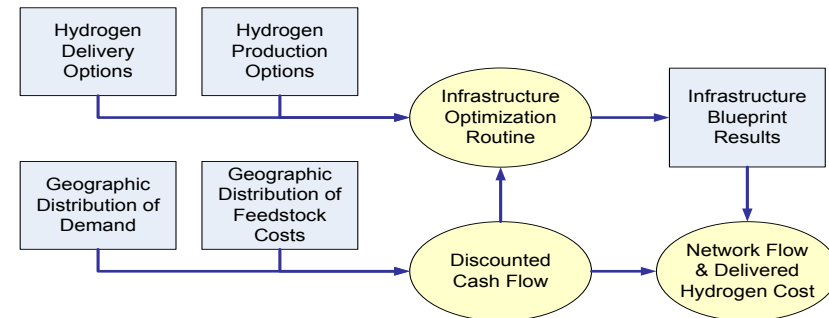 Hydrogen
Delivery
Options
Hydrogen
Production
Options
Infrastructure
Optimization
Routine
Infrastructure
Blueprint
Results
Geographic
Distribution of
Demand
Geographic
Distribution of
Feedstock
Costs
Discounted
Cash Flow
Network Flow
& Delivered
Hydrogen Cost